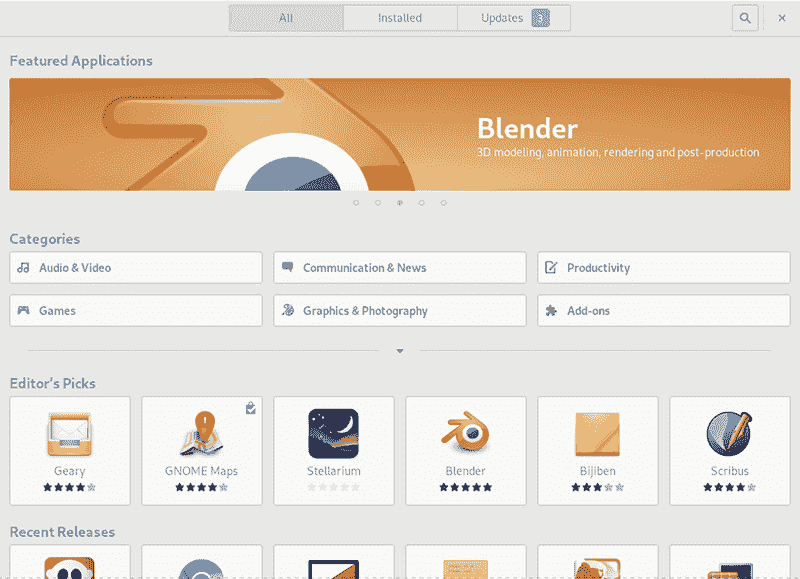 All Installed Updates 3
Featured Applications
Blender
3D modeling, animation, rendering and post-production
Categories
Audio & Video Communication & News Productivity
Games Graphics & Photography Add-ons
Editor's Picks
Geary GNOME Maps Stellarium Blender Bijiben Scribus
Recent Releases